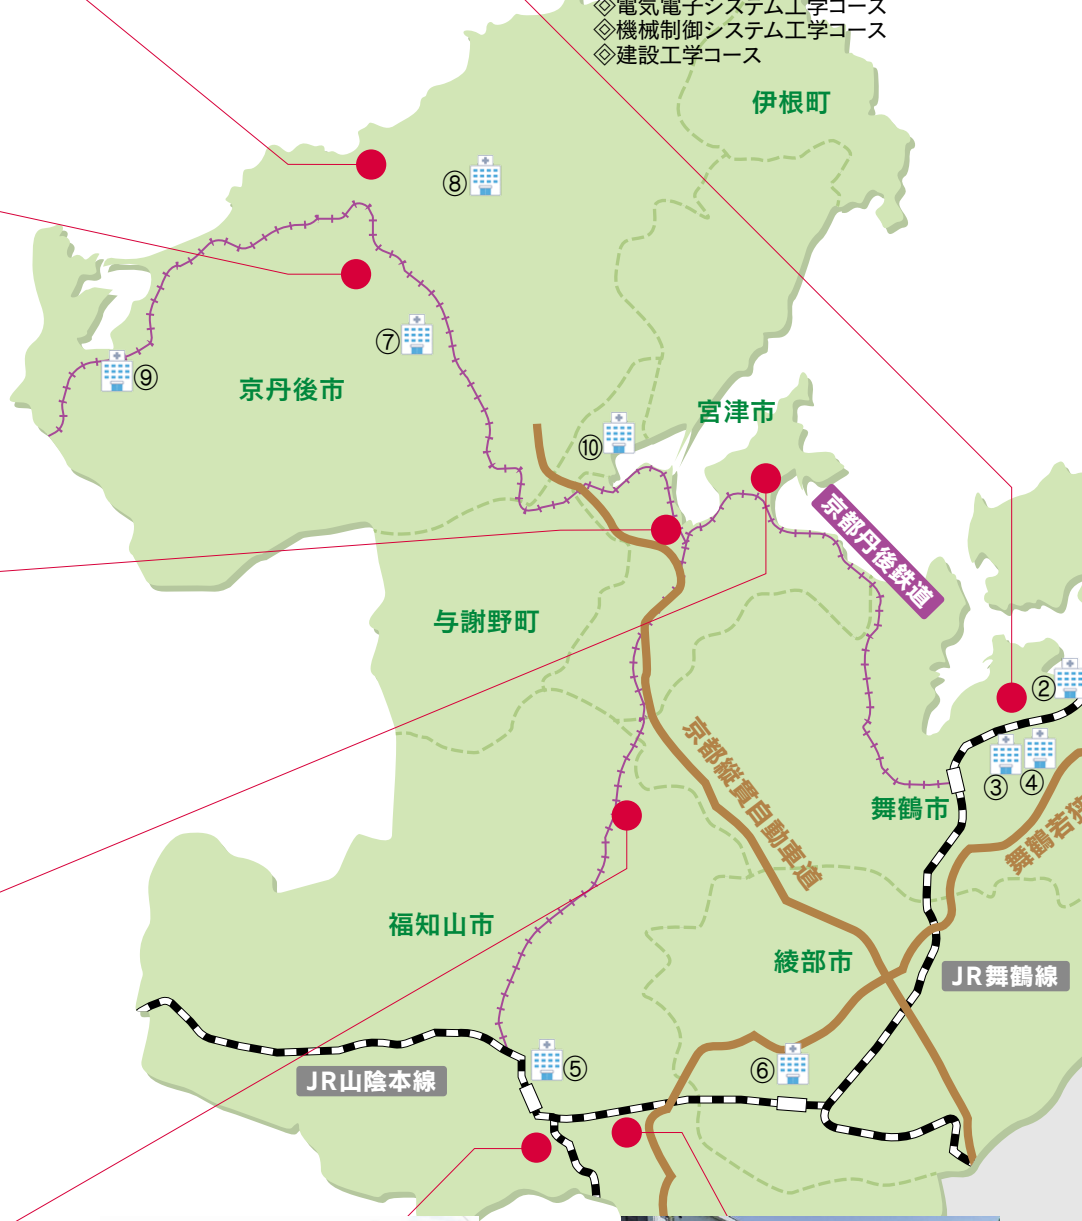 ◇電気電子システム工学コース
◇機械制御システム工学コース
◇建設工学コース
伊根町
⑧
⑦
⑨
京丹後市
宮津市
⑩
京都丹後鉄道
与謝野町
②
③
④
京都縦貫自動車道
舞鶴市
舞鶴若狭
福知山市
綾部市
JR舞鶴線
⑤
⑥
JR山陰本線